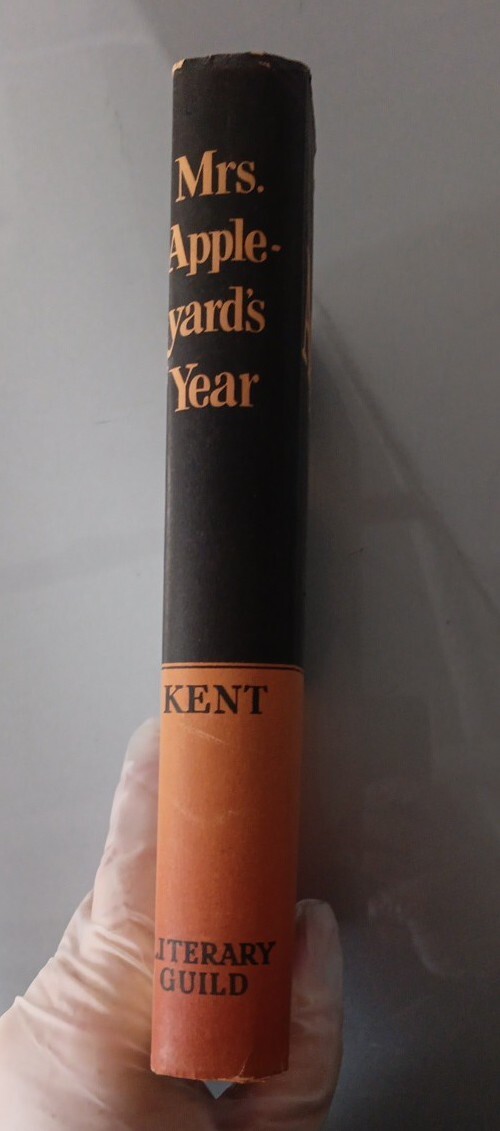 Mrs.
Apple-
yard's
Year
KENT
LITERARY
GUILD